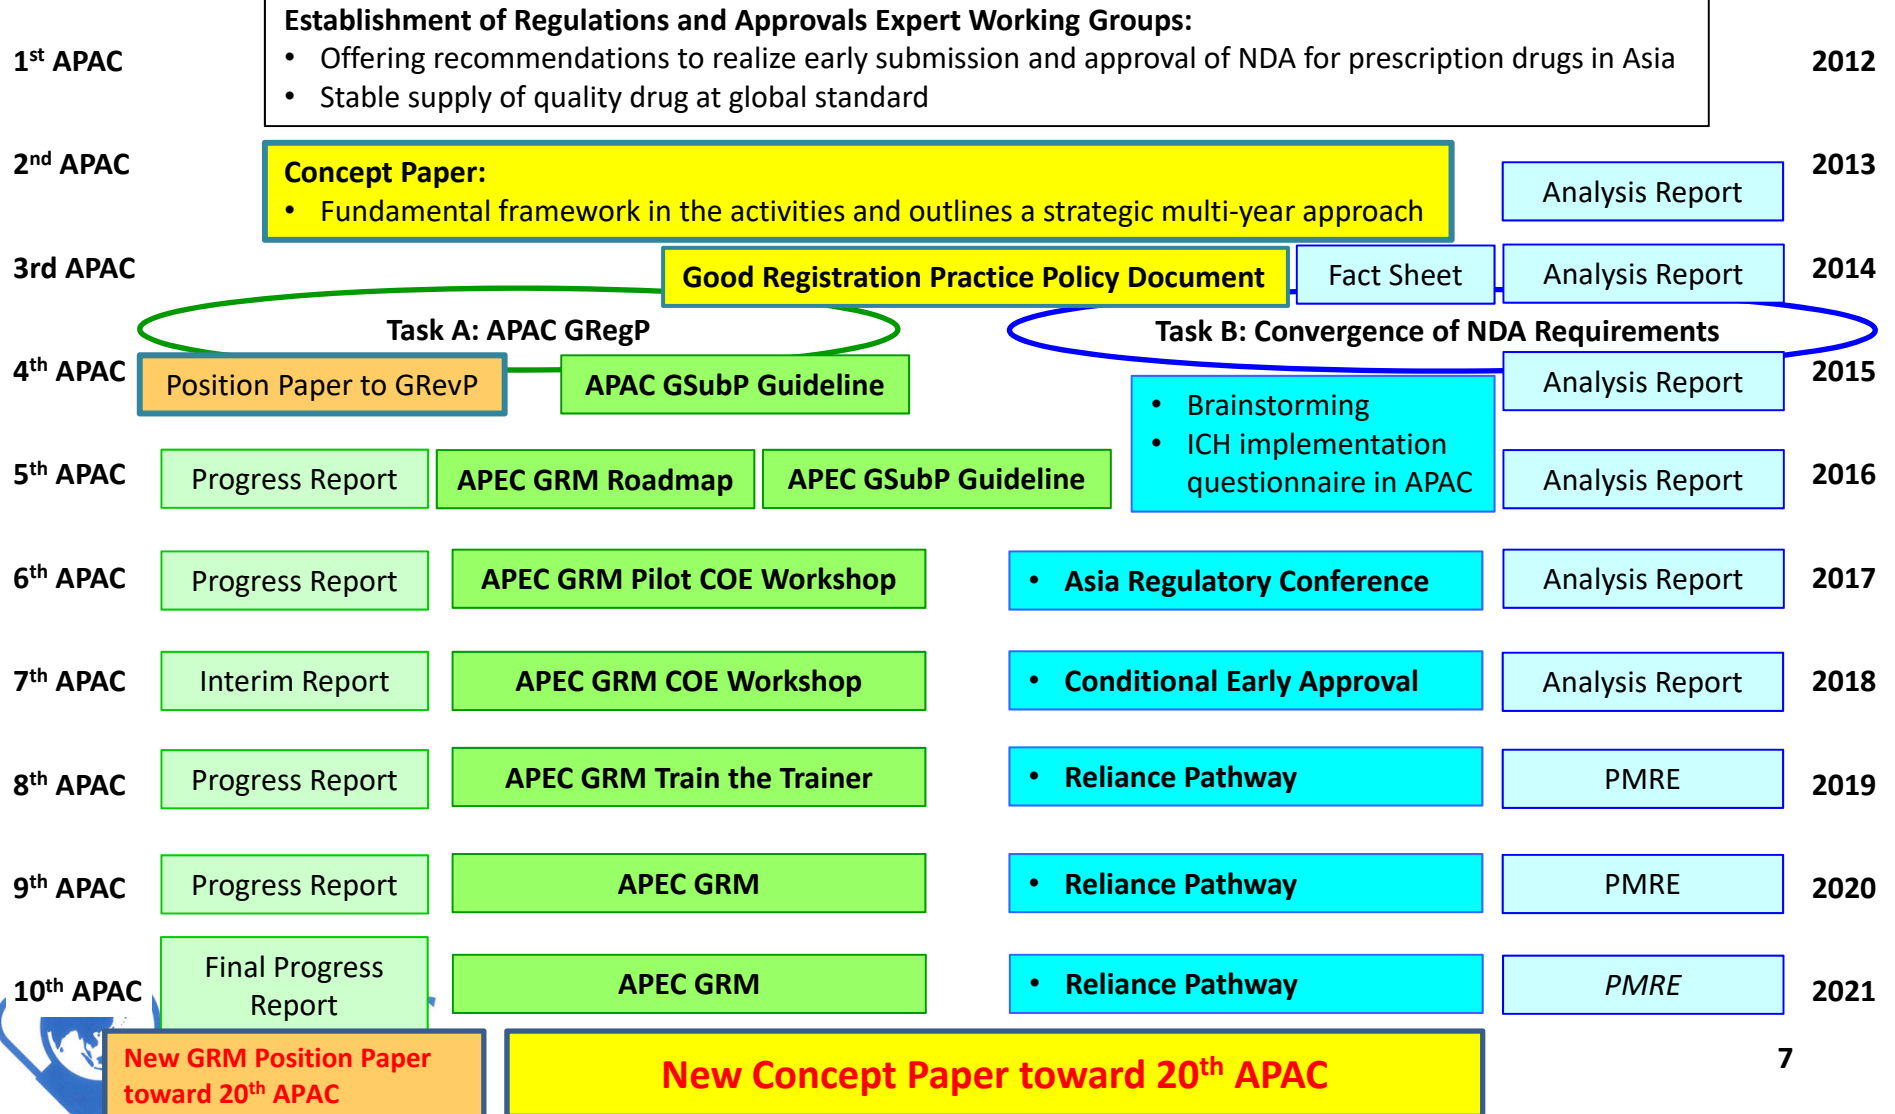 Establishment of Regulations and Approvals Expert Working Groups:
1st APAC
• Offering recommendations to realize early submission and approval of NDA for prescription drugs in Asia
2012
• Stable supply of quality drug at global standard
2nd APAC
Concept Paper:
• Fundamental framework in the activities and outlines a strategic multi-year approach
Analysis Report
2013
3rd APAC
Good Registration Practice Policy Document
Fact Sheet
Analysis Report
2014
Task A: APAC GRegP
Task B: Convergence of NDA Requirements
4th APAC
Position Paper to GRevP
APAC GSubP Guideline
Analysis Report
2015
• Brainstorming
• ICH implementation
questionnaire in APAC
5th APAC
Progress Report
APEC GRM Roadmap
APEC GSubP Guideline
Analysis Report
2016
6th APAC
Progress Report
APEC GRM Pilot COE Workshop
• Asia Regulatory Conference
Analysis Report
2017
7th APAC
Interim Report
APEC GRM COE Workshop
• Conditional Early Approval
Analysis Report
2018
8th APAC
Progress Report
APEC GRM Train the Trainer
• Reliance Pathway
PMRE
2019
9th APAC
Progress Report
APEC GRM
• Reliance Pathway
PMRE
2020
10th APAC
Final Progress
Report
APEC GRM
• Reliance Pathway
PMRE
2021
New GRM Position Paper
toward 20th APAC
New Concept Paper toward 20th APAC
7